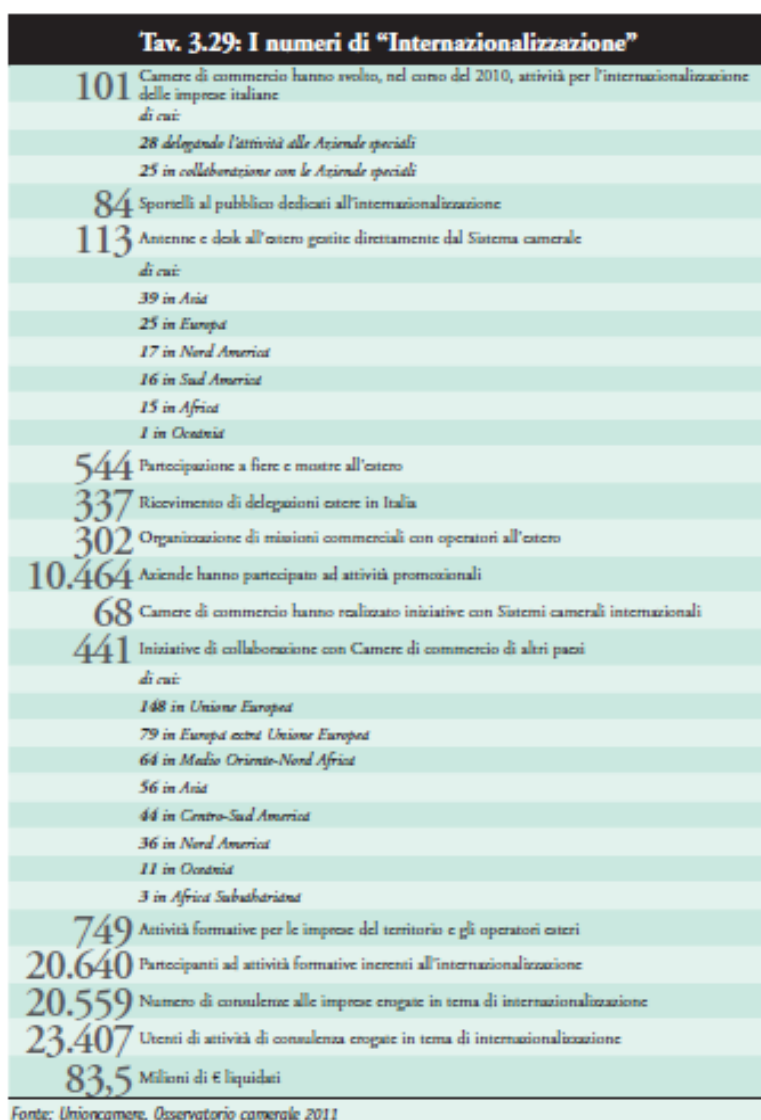 Tav. 3.29: I numeri di “Internazionalizzazione”
101 Camere di commercio hanno svolto, nel corso del 2010, attività per l'internazionalizzazione
delle imprese italiane
di cui:
28 delegando l'attività alle Aziende speciali
25 in collaborazione con le Aziende speciali
84 Sportelli al pubblico dedicati all'internazionalizzazione
113 Antenne e desk all'estero gestite direttamente dal Sistema camerale
di cui:
39 in Asia
25 in Europa
17 in Nord America
16 in Sud America
15 in Africa
1 in Oceania
544 Partecipazione a fiere e mostre all'estero
337 Ricevimento di delegazioni estere in Italia
302 Organizzazione di missioni commerciali con operatori all'estero
10.464 Aziende hanno partecipato ad attività promozionali
68 Camere di commercio hanno realizzato iniziative con Sistemi camerali internazionali
441 Iniziative di collaborazione con Camere di commercio di altri paesi
di cui:
148 in Unione Europea
79 in Europa extra Unione Europea
64 in Medio Oriente-Nord Africa
56 in Asia
44 in Centro-Sud America
36 in Nord America
11 in Oceania
3 in Africa Subsahariana
749 Attività formative per le imprese del territorio e gli operatori esteri
20.640 Partecipanti ad attività formative inerenti all'internazionalizzazione
20.559 Numero di consulenze alle imprese erogate in tema di internazionalizzazione
23.407 Utenti di attività di consulenza erogate in tema di internazionalizzazione
83,5 Milioni di € liquidati
Fonte: Unioncamere, Osservatorio camerale 2011